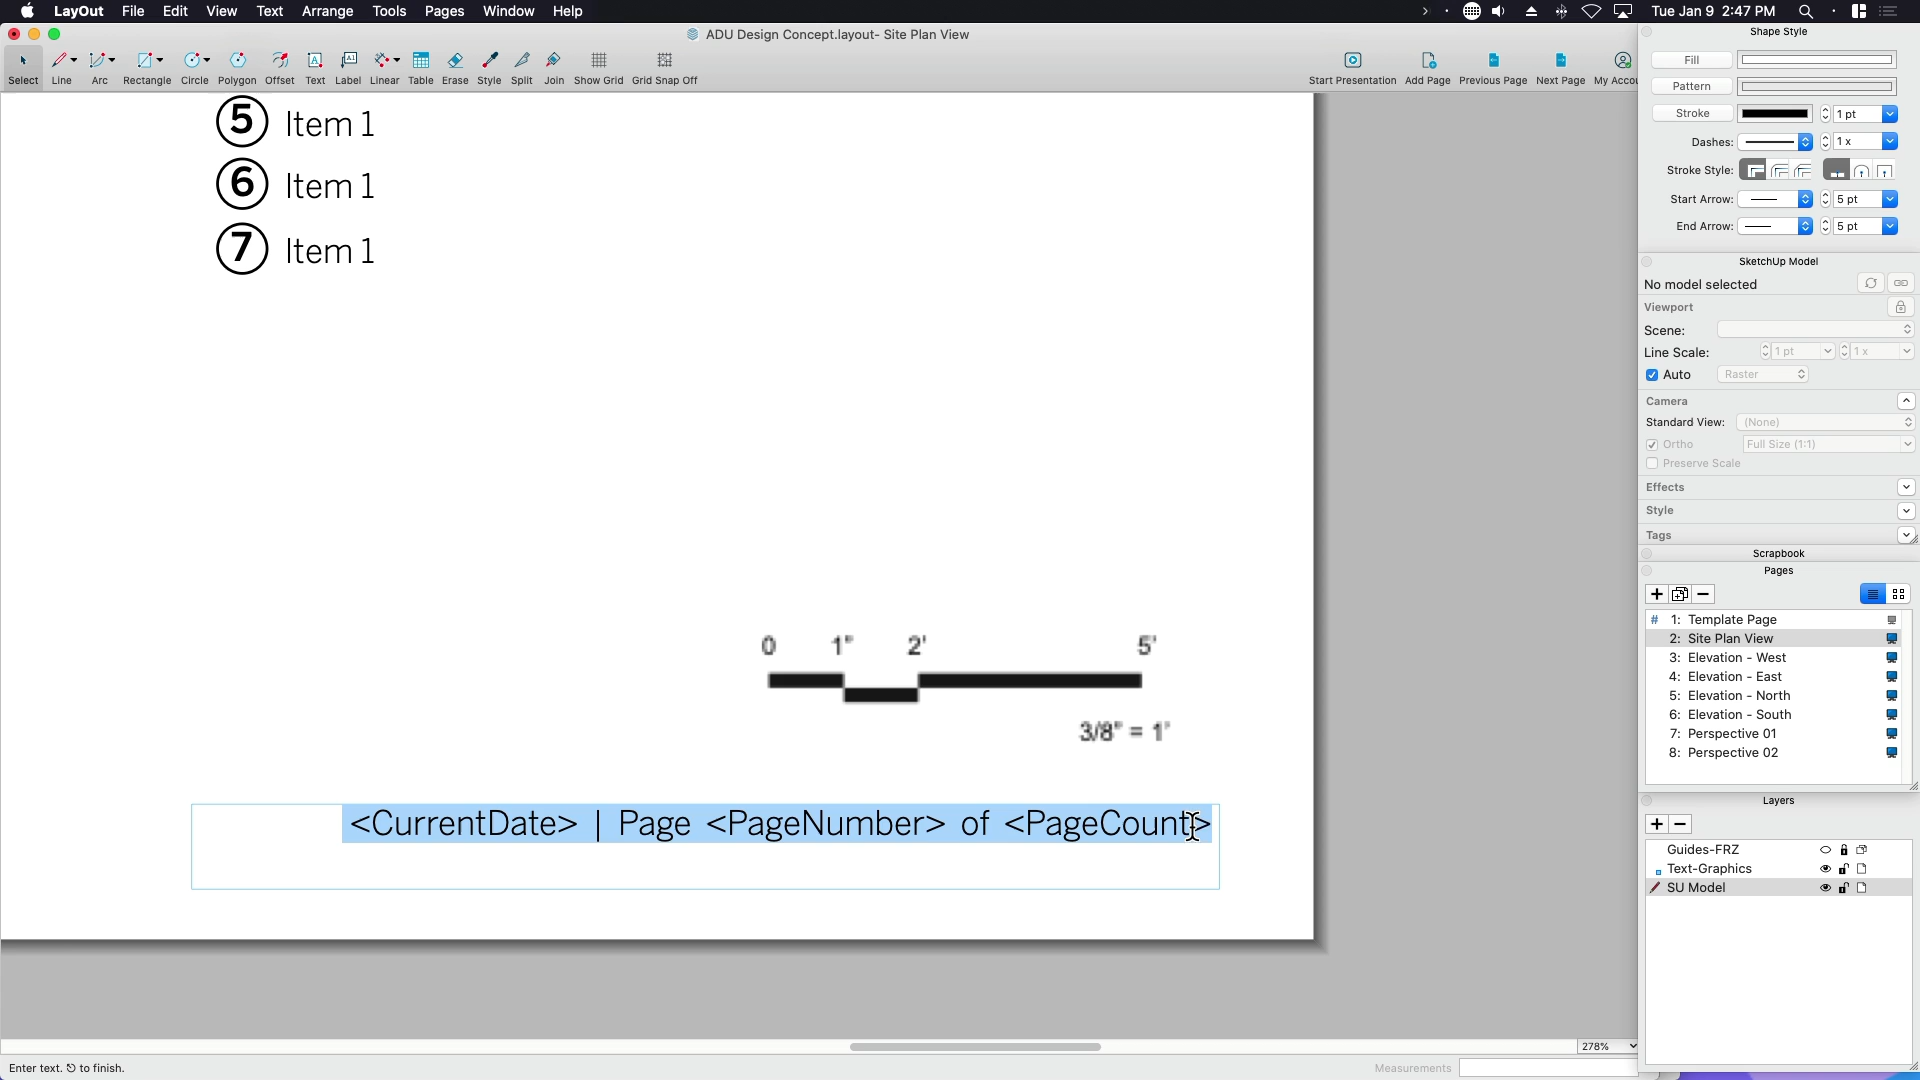 LayOut File Edit View Text Arrange Tools Pages Window Help
Tue Jan 9 2:47 PM
ADU Design Concept.layout- Site Plan View
Select Line Arc Rectangle Circle Polygon Offset Text Label Linear Table Erase Style Split Join Show Grid Grid Snap Off
Start Presentation Add Page Previous Page Next Page My Accou
5 Item 1
6 Item 1
7 Item 1
0 1" 2' 5'
3/8" = 1'
<CurrentDate> | Page <PageNumber> of <PageCount>
278%
Enter text. ⎋ to finish.
Measurements
Shape Style
Fill
Pattern
Stroke 1 pt
Dashes: 1 x
Stroke Style:
Start Arrow: 5 pt
End Arrow: 5 pt
SketchUp Model
No model selected
Viewport
Scene:
Line Scale: 1 pt 1 x
Auto Raster
Camera
Standard View: (None)
Ortho Full Size (1:1)
Preserve Scale
Effects
Style
Tags
Scrapbook
Pages
# 1: Template Page
2: Site Plan View
3: Elevation - West
4: Elevation - East
5: Elevation - North
6: Elevation - South
7: Perspective 01
8: Perspective 02
Layers
Guides-FRZ
Text-Graphics
SU Model